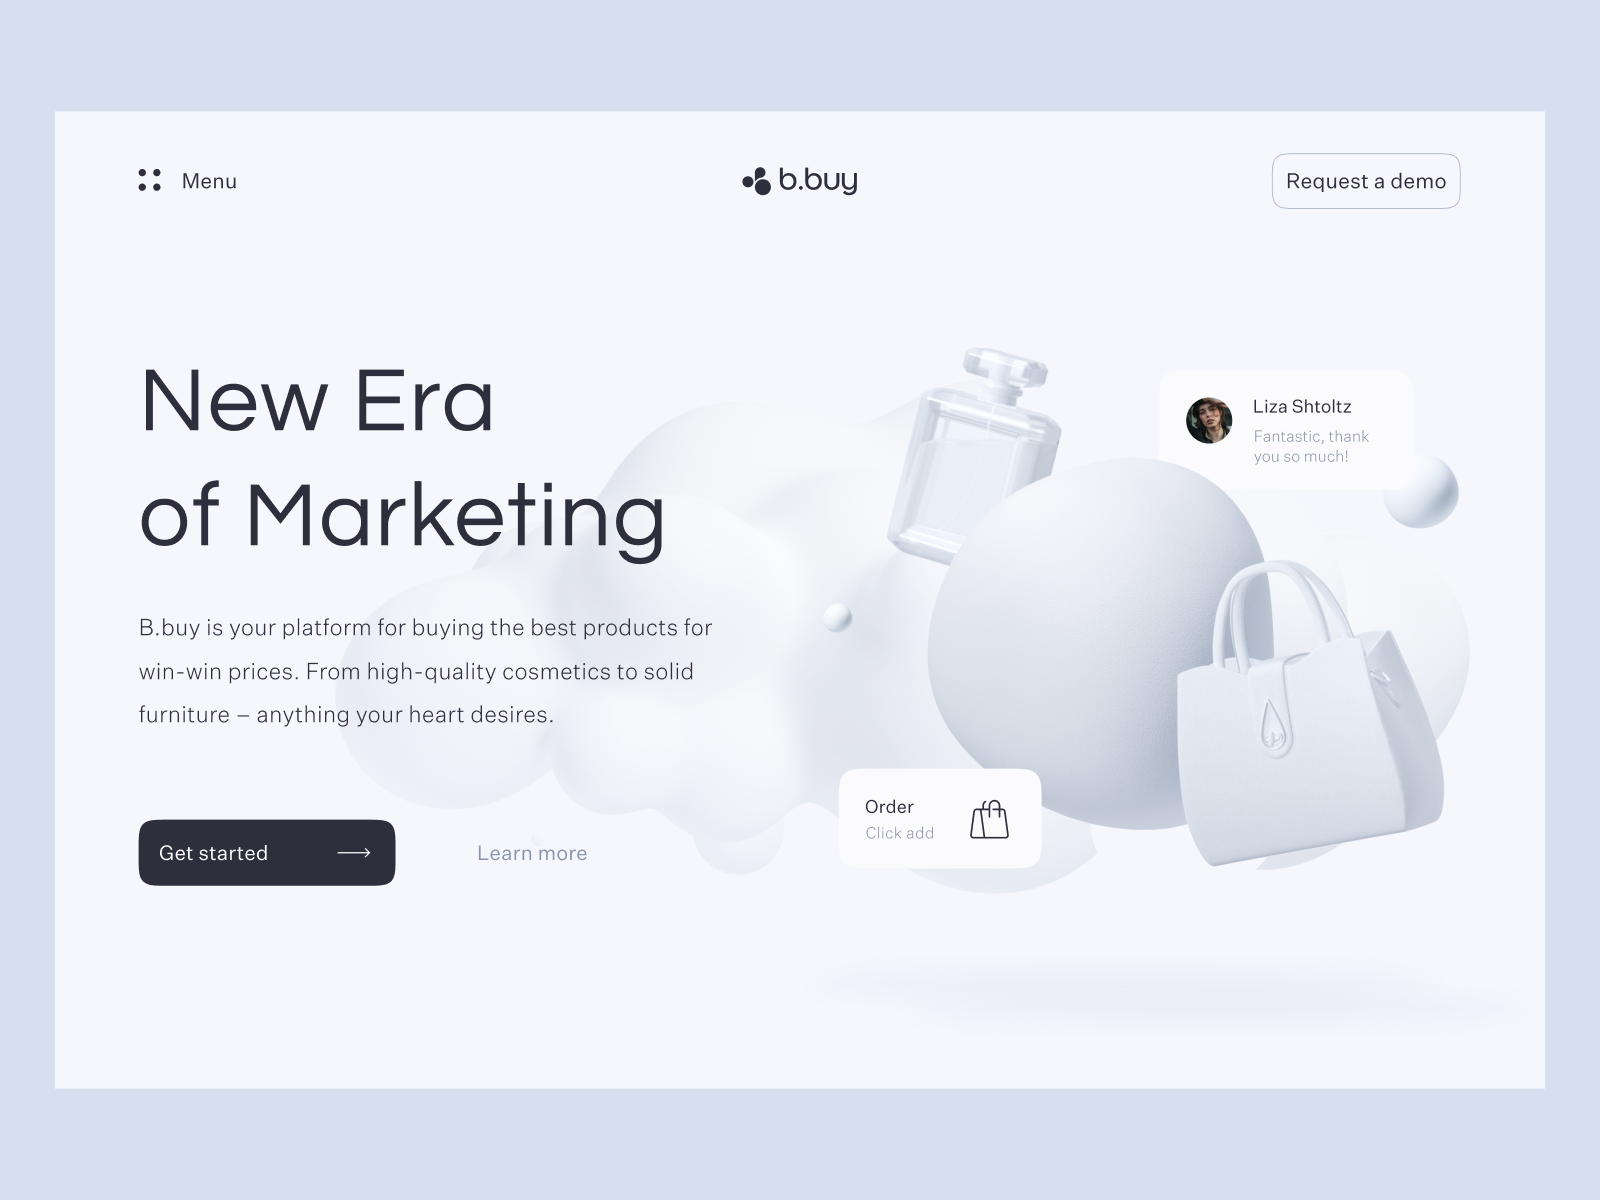 Menu
b.buy
Request a demo
New Era
of Marketing
B.buy is your platform for buying the best products for
win-win prices. From high-quality cosmetics to solid
furniture – anything your heart desires.
Get started
Learn more
Liza Shtoltz
Fantastic, thank
you so much!
Order
Click add